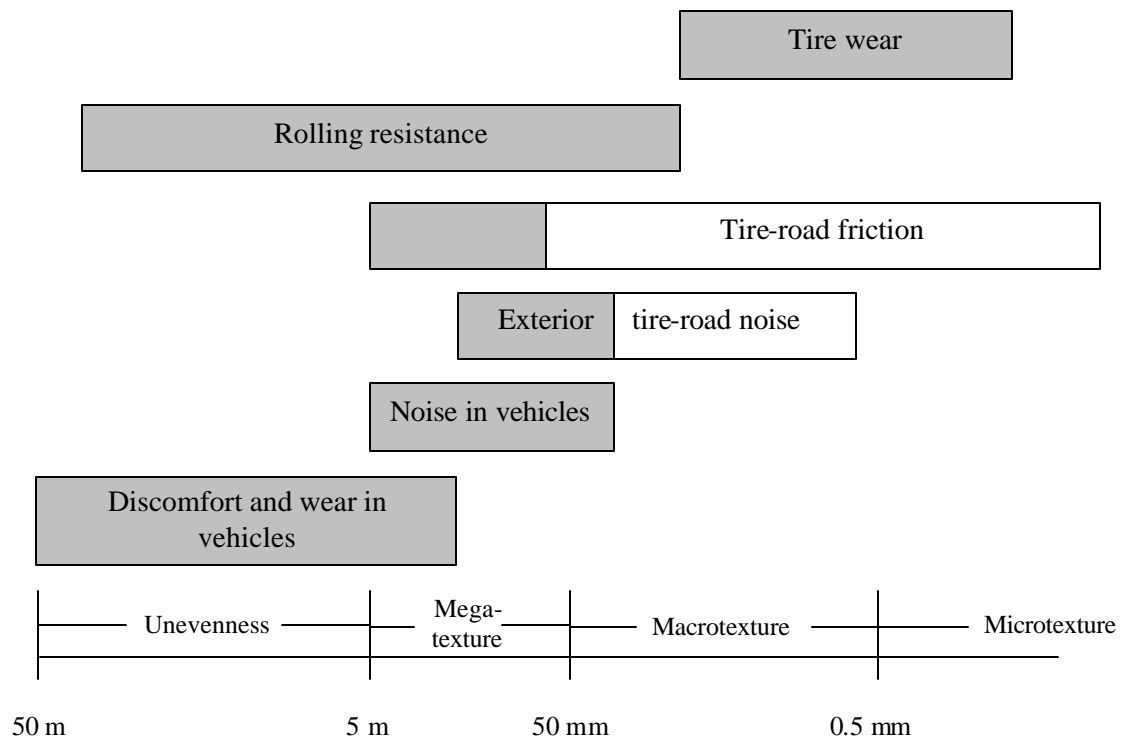 Tire wear
Rolling resistance
Tire-road friction
Exterior tire-road noise
Noise in vehicles
Discomfort and wear in
vehicles
Unevenness
Mega-
texture
Macrotexture
Microtexture
50 m
5 m
50 mm
0.5 mm